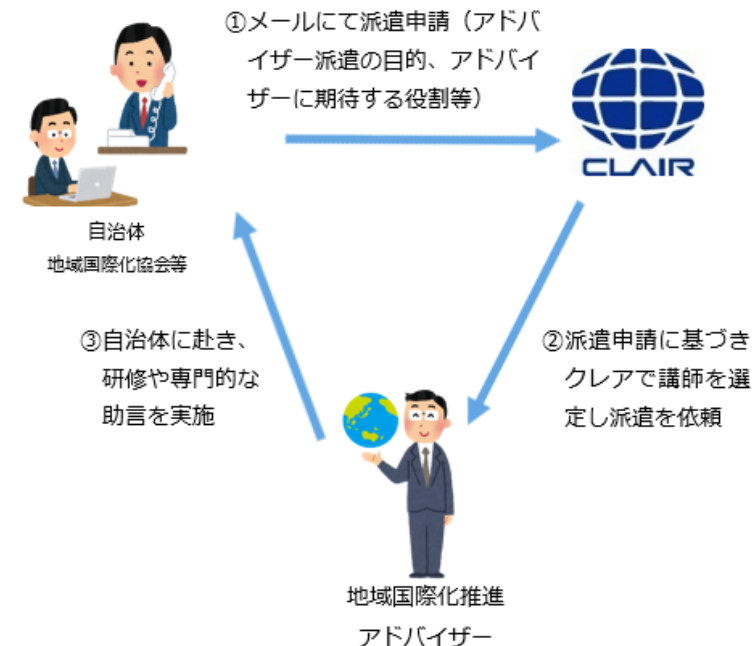 ①メールにて派遣申請（アドバ
イザー派遣の目的、アドバイ
ザーに期待する役割等）
CLAIR
自治体
地域国際化協会等
②派遣申請に基づき
クレアで講師を選
定し派遣を依頼
③自治体に赴き、
研修や専門的な
助言を実施
地域国際化推進
アドバイザー